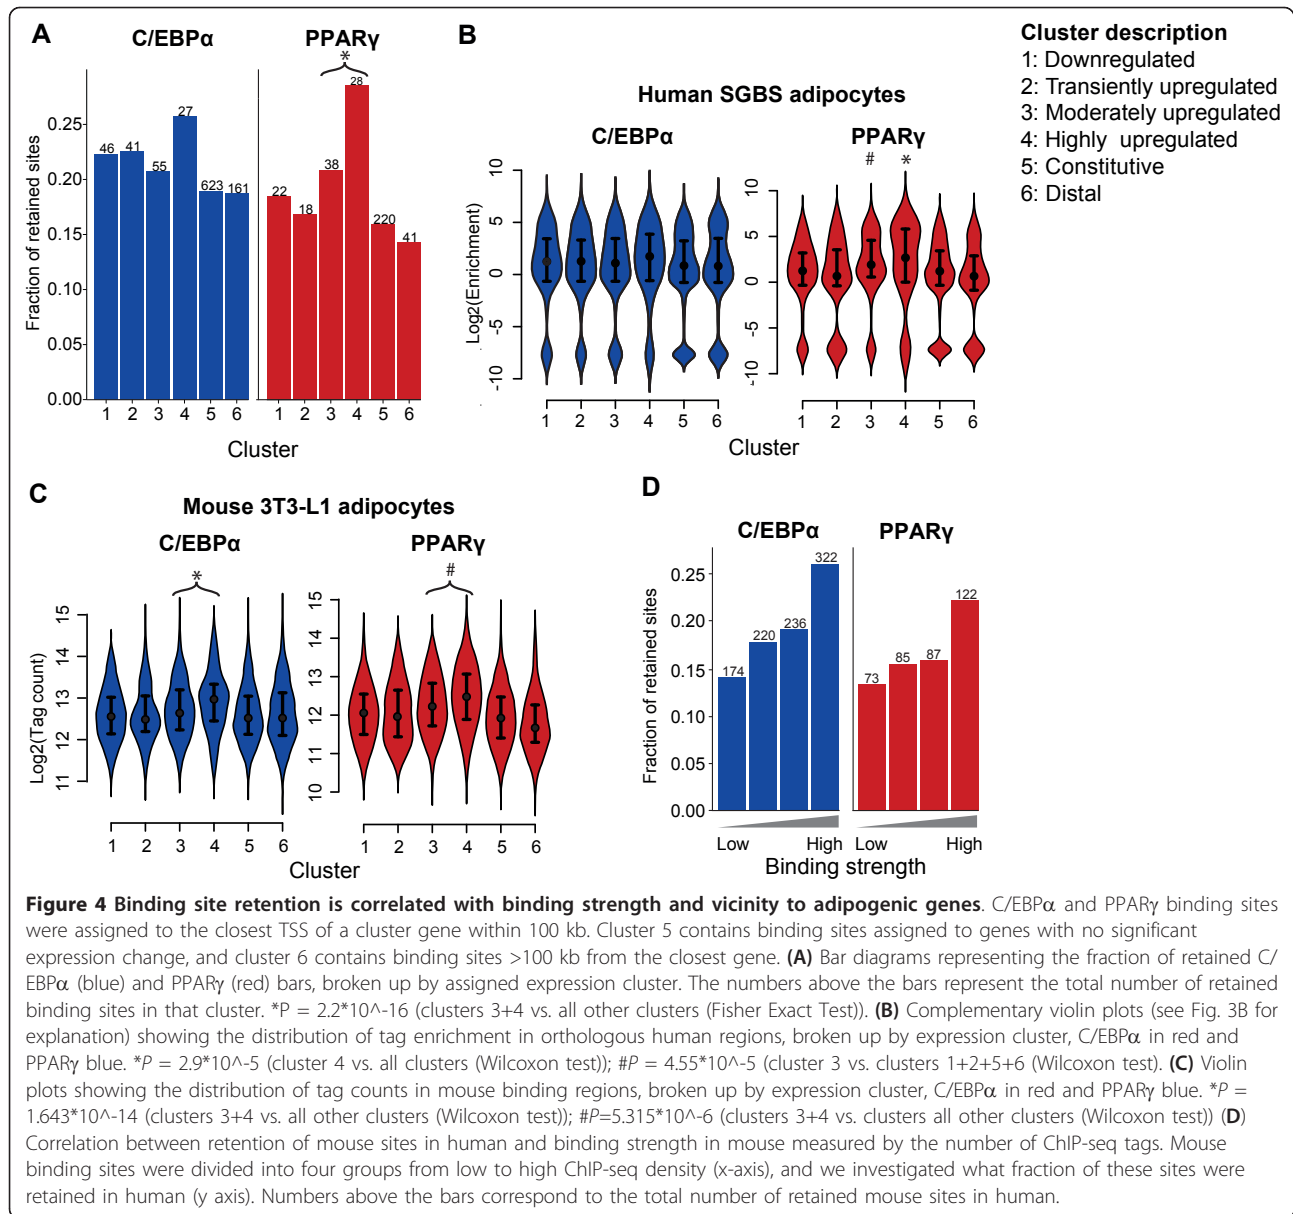 A
C/EBPα
PPARγ
*
Fraction of retained sites
0.25
0.20
0.15
0.10
0.05
0.00
46
41
55
27
623
161
22
18
38
28
220
41
1 2 3 4 5 6
1 2 3 4 5 6
Cluster
B
Human SGBS adipocytes
C/EBPα
PPARγ
# *
Log2(Enrichment)
10
5
0
-5
-10
10
5
0
-5
-10
1 2 3 4 5 6
1 2 3 4 5 6
Cluster
Cluster description
1: Downregulated
2: Transiently upregulated
3: Moderately upregulated
4: Highly upregulated
5: Constitutive
6: Distal
C
Mouse 3T3-L1 adipocytes
C/EBPα
PPARγ
*
#
Log2(Tag count)
15
14
13
12
11
15
14
13
12
11
10
1 2 3 4 5 6
1 2 3 4 5 6
Cluster
D
C/EBPα
PPARγ
Fraction of retained sites
0.25
0.20
0.15
0.10
0.05
0.00
174
220
236
322
73
85
87
122
Low High
Low High
Binding strength
Figure 4 Binding site retention is correlated with binding strength and vicinity to adipogenic genes. C/EBPα and PPARγ binding sites
were assigned to the closest TSS of a cluster gene within 100 kb. Cluster 5 contains binding sites assigned to genes with no significant
expression change, and cluster 6 contains binding sites >100 kb from the closest gene. (A) Bar diagrams representing the fraction of retained C/
EBPα (blue) and PPARγ (red) bars, broken up by assigned expression cluster. The numbers above the bars represent the total number of retained
binding sites in that cluster. *P = 2.2*10^-16 (clusters 3+4 vs. all other clusters (Fisher Exact Test)). (B) Complementary violin plots (see Fig. 3B for
explanation) showing the distribution of tag enrichment in orthologous human regions, broken up by expression cluster, C/EBPα in red and
PPARγ blue. *P = 2.9*10^-5 (cluster 4 vs. all clusters (Wilcoxon test)); #P = 4.55*10^-5 (cluster 3 vs. clusters 1+2+5+6 (Wilcoxon test). (C) Violin
plots showing the distribution of tag counts in mouse binding regions, broken up by expression cluster, C/EBPα in red and PPARγ blue. *P =
1.643*10^-14 (clusters 3+4 vs. all other clusters (Wilcoxon test)); #P=5.315*10^-6 (clusters 3+4 vs. clusters all other clusters (Wilcoxon test)) (D)
Correlation between retention of mouse sites in human and binding strength in mouse measured by the number of ChIP-seq tags. Mouse
binding sites were divided into four groups from low to high ChIP-seq density (x-axis), and we investigated what fraction of these sites were
retained in human (y axis). Numbers above the bars correspond to the total number of retained mouse sites in human.